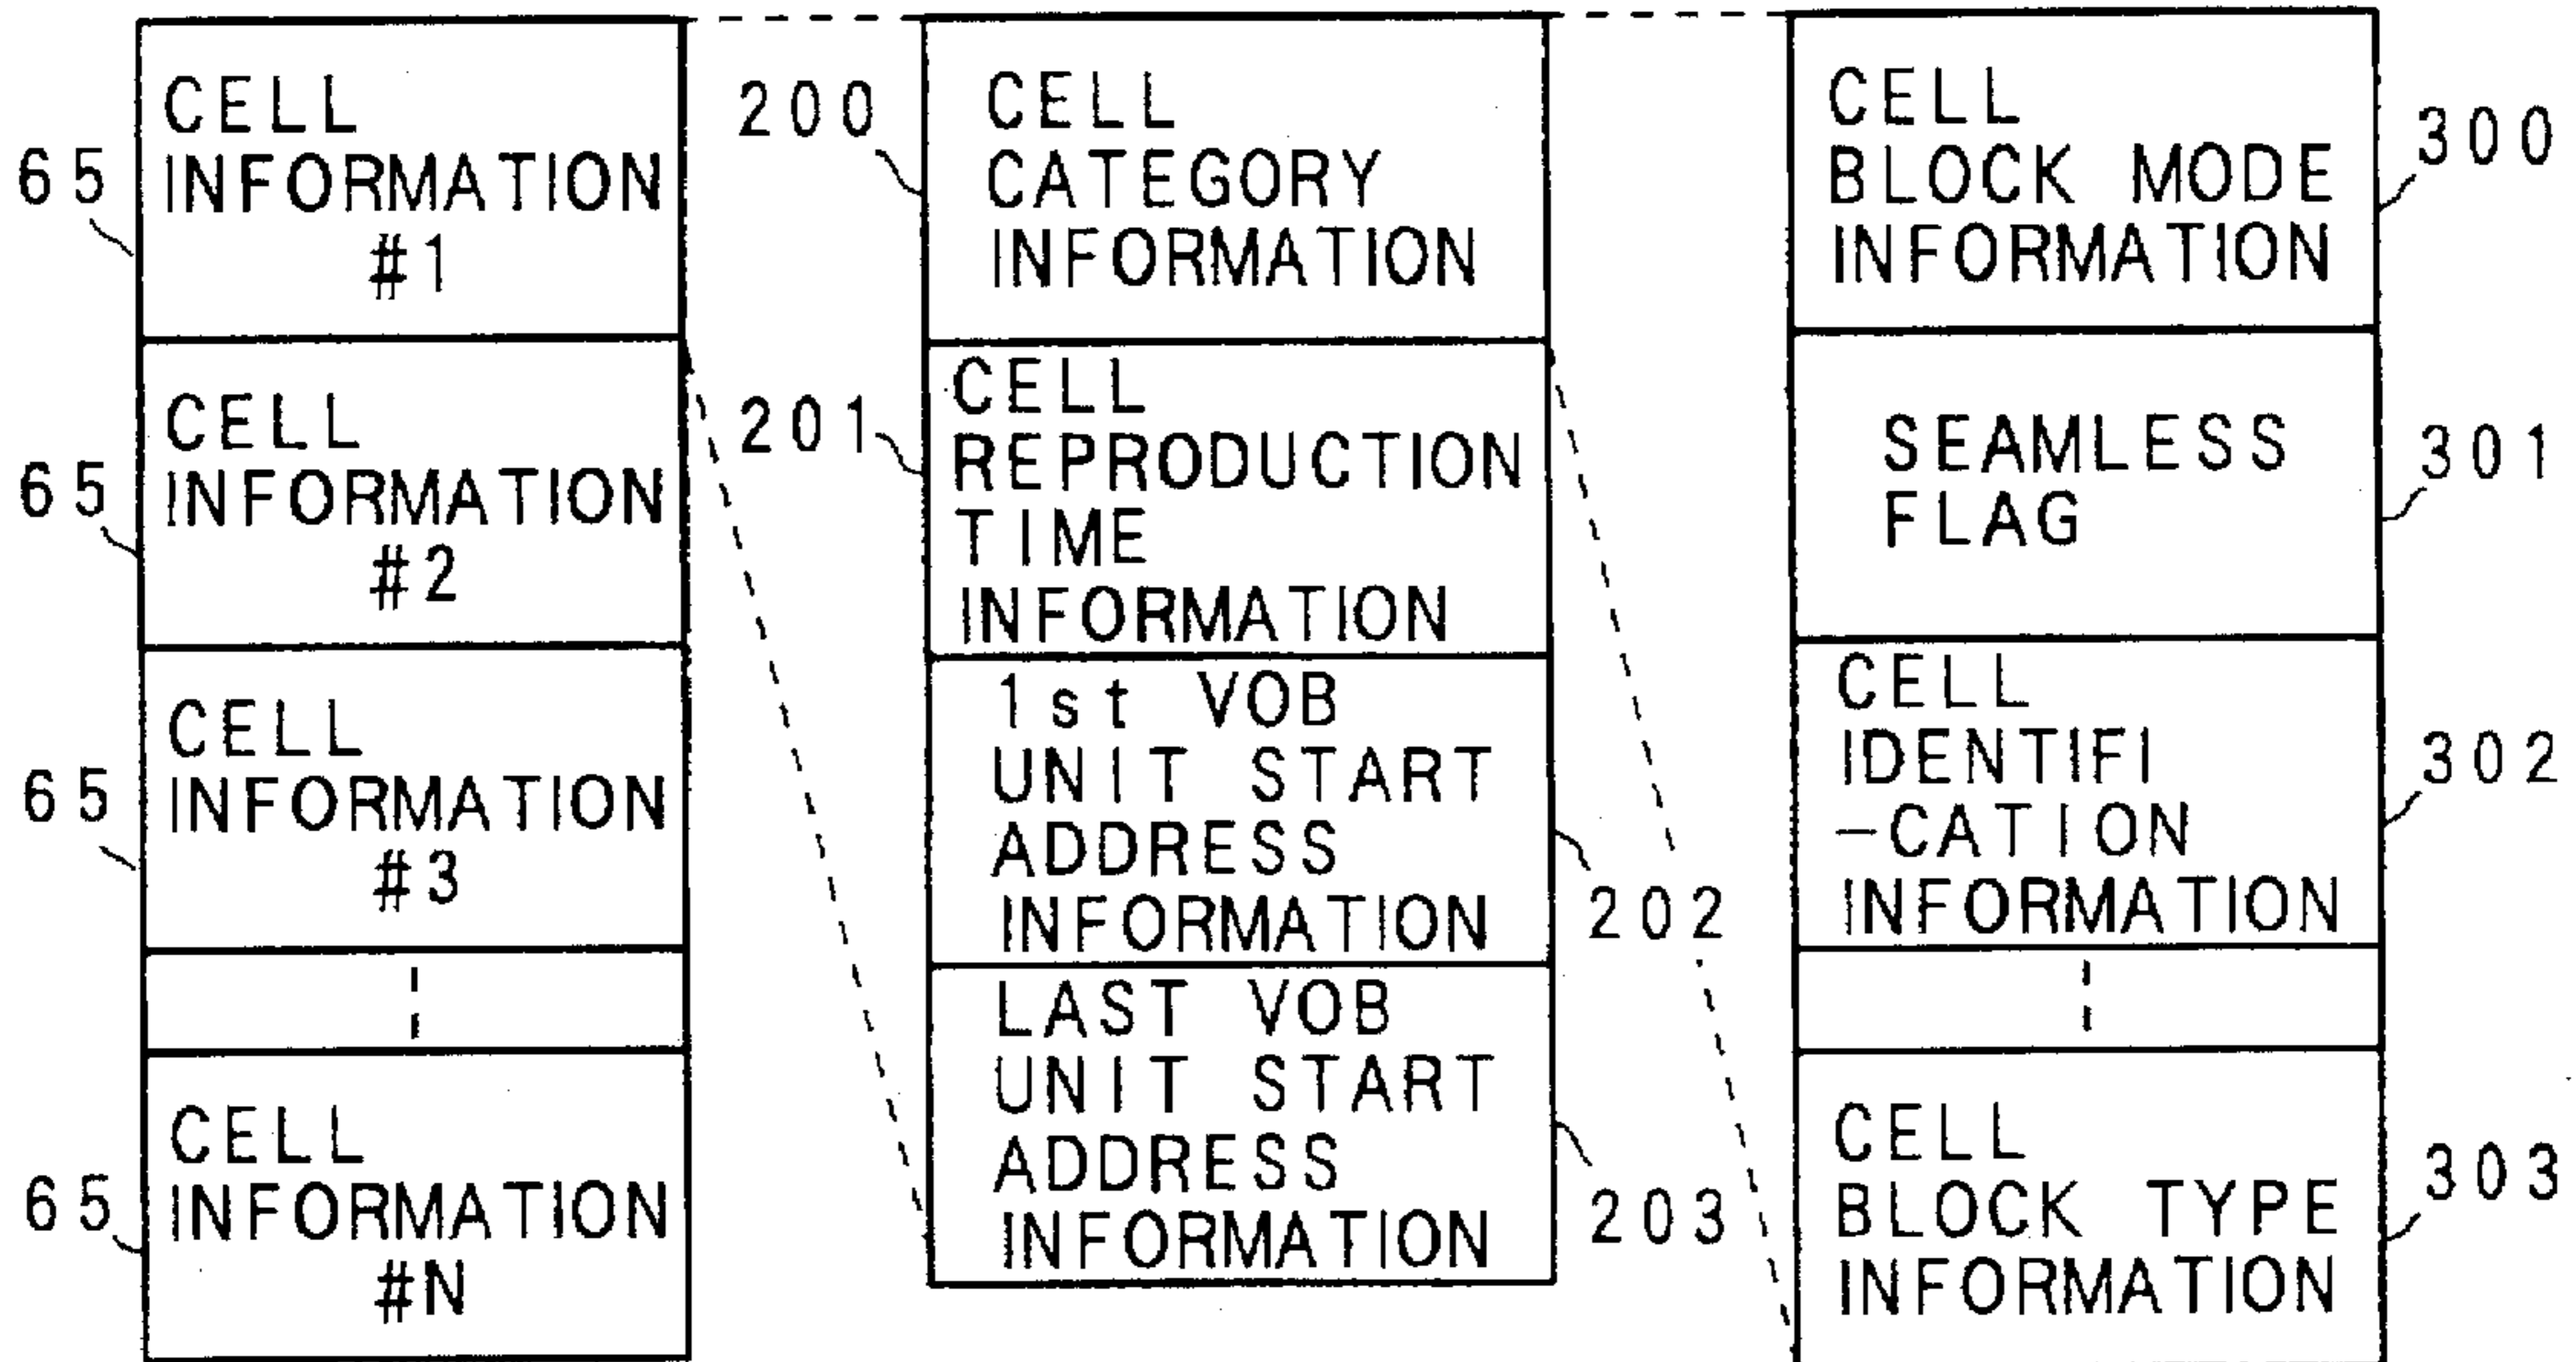 65
CELL
INFORMATION
#1
65
CELL
INFORMATION
#2
65
CELL
INFORMATION
#3
65
CELL
INFORMATION
#N
200
CELL
CATEGORY
INFORMATION
201
CELL
REPRODUCTION
TIME
INFORMATION
1st VOB
UNIT START
ADDRESS
INFORMATION
202
LAST VOB
UNIT START
ADDRESS
INFORMATION
203
CELL
BLOCK MODE
INFORMATION
300
SEAMLESS
FLAG
301
CELL
IDENTIFI
-CATION
INFORMATION
302
CELL
BLOCK TYPE
INFORMATION
303